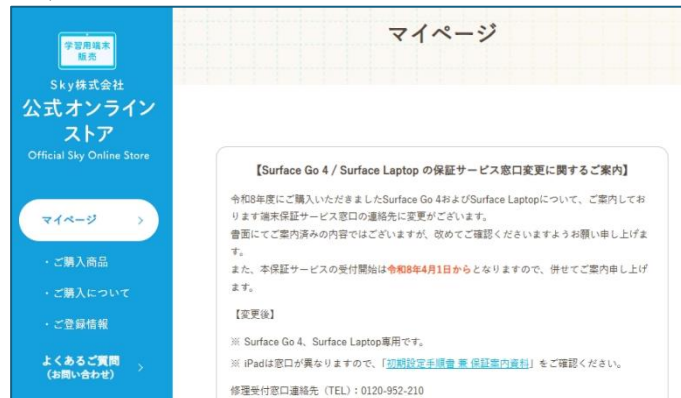 学習用端末
販売
Sky株式会社
公式オンライン
ストア
Official Sky Online Store
マイページ
・ご購入商品
・ご購入について
・ご登録情報
よくあるご質問
(お問い合わせ)
マイページ
【Surface Go 4 / Surface Laptop の保証サービス窓口変更に関するご案内】
令和8年度にご購入いただきましたSurface Go 4およびSurface Laptopについて、ご案内してお
ります端末保証サービス窓口の連絡先に変更がございます。
書面にてご案内済みの内容ではございますが、改めてご確認くださいますようお願い申し上げま
す。
また、本保証サービスの受付開始は令和8年4月1日からとなりますので、併せてご案内申し上げ
ます。
【変更後】
※ Surface Go 4、Surface Laptop専用です。
※ iPadは窓口が異なりますので、「初期設定手順書 兼 保証案内資料」をご確認ください。
修理受付窓口連絡先（TEL）：0120-952-210